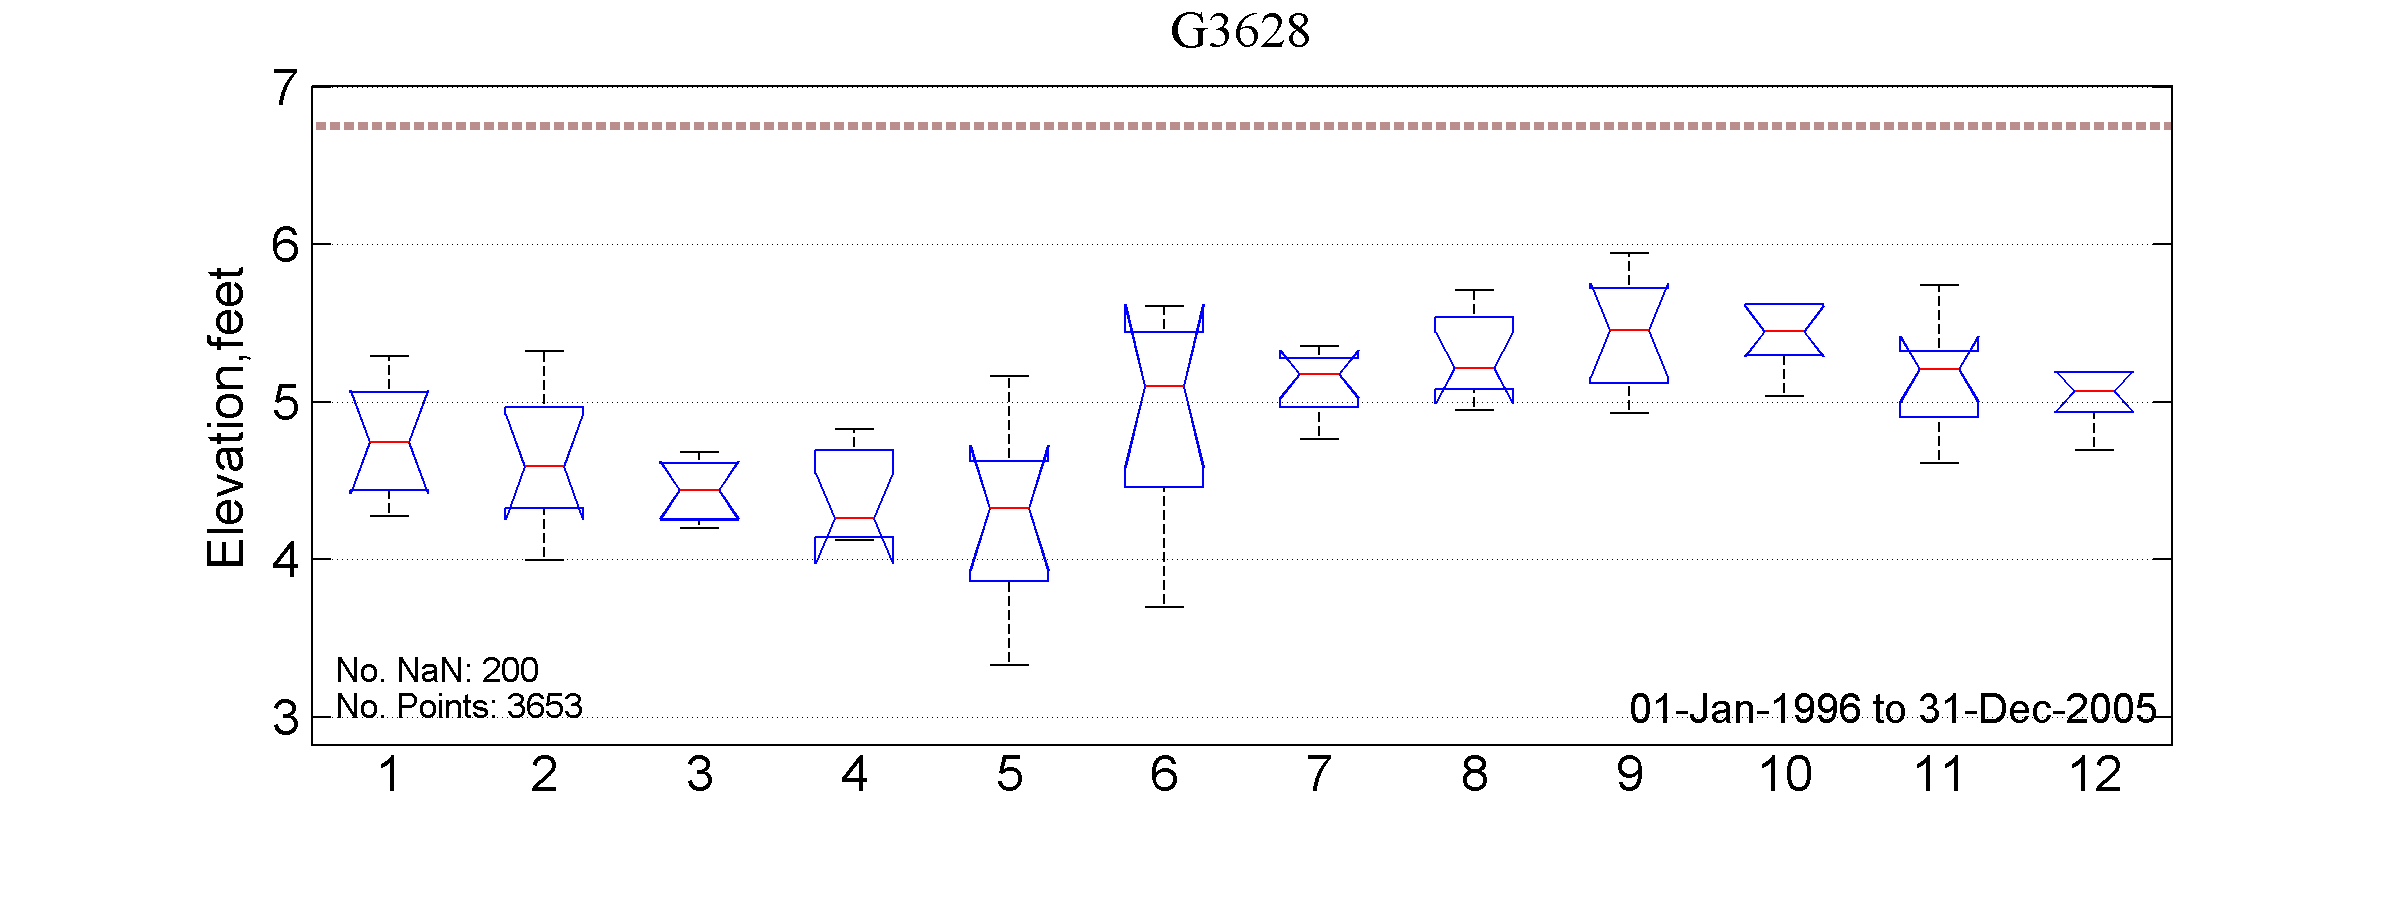 G3628
7
6
5
4
3
Elevation,feet
No. NaN: 200
No. Points: 3653
01-Jan-1996 to 31-Dec-2005
1 2 3 4 5 6 7 8 9 10 11 12